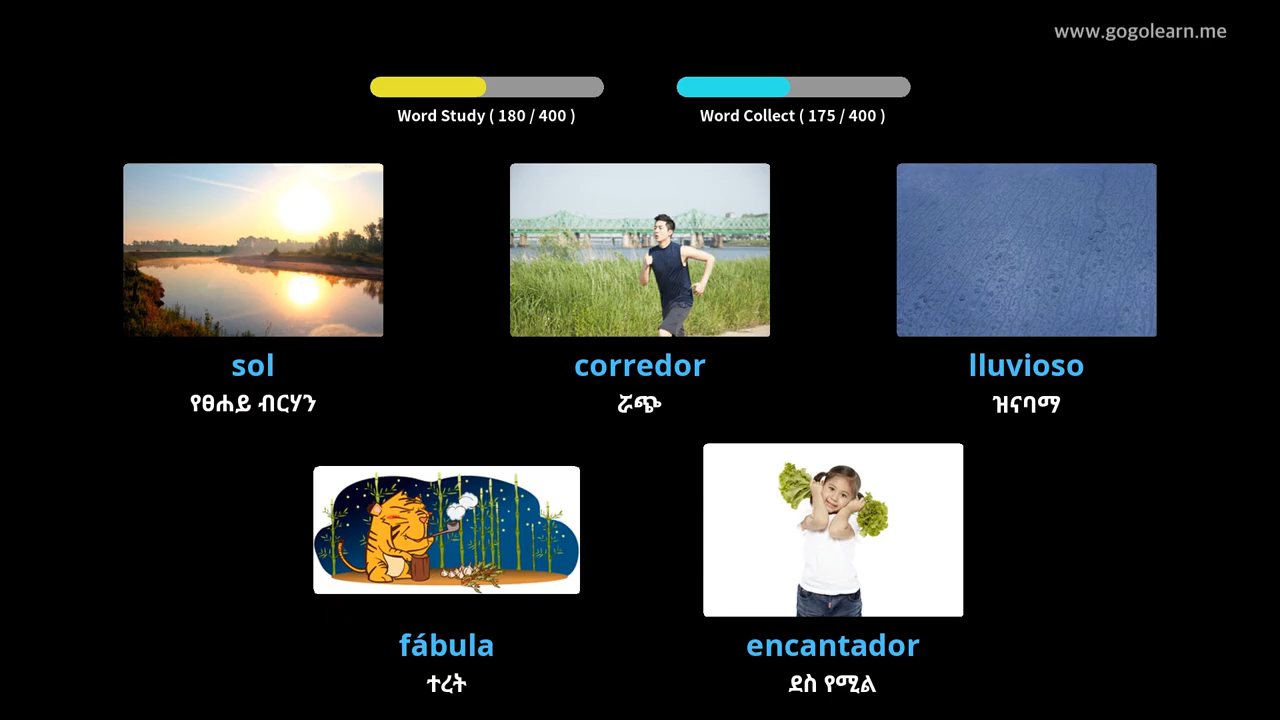 www.gogolearn.me
Word Study ( 180 / 400 )
Word Collect ( 175 / 400 )
sol
corredor
lluvioso
የፀሐይ ብርሃን
ሯጭ
ዝናባማ
fábula
encantador
ተረት
ደስ የሚል